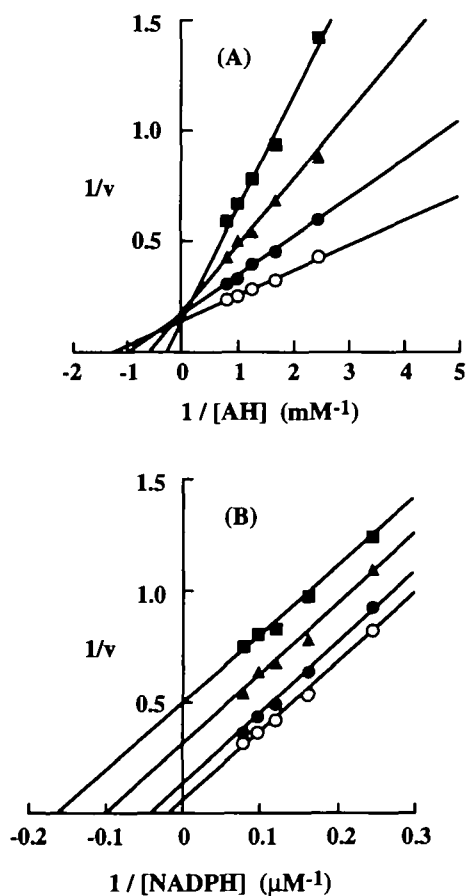 1.5
(A)
1.0
1/v
0.5
-2 -1 0 1 2 3 4 5
1 / [AH] (mM-1)
1.5
(B)
1.0
1/v
0.5
-0.2 -0.1 0 0.1 0.2 0.3
1 / [NADPH] (µM-1)